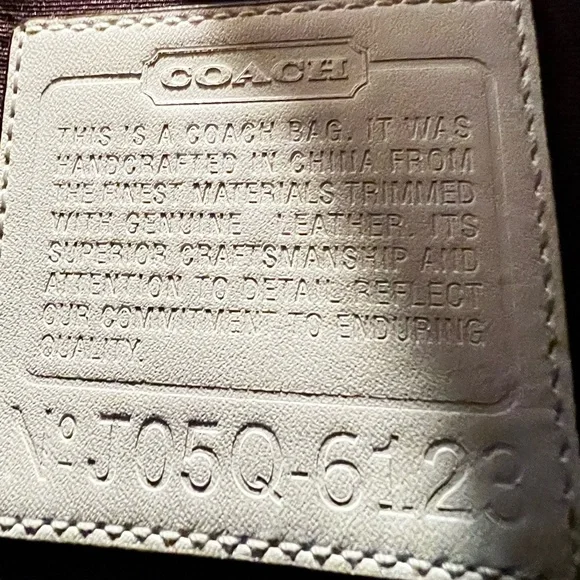 COACH
THIS IS A COACH BAG. IT WAS
HANDCRAFTED IN CHINA FROM
THE FINEST MATERIALS TRIMMED
WITH GENUINE LEATHER. ITS
SUPERIOR CRAFTSMANSHIP AND
ATTENTION TO DETAIL REFLECT
OUR COMMITMENT TO ENDURING
QUALITY.
Nº J05Q-6123